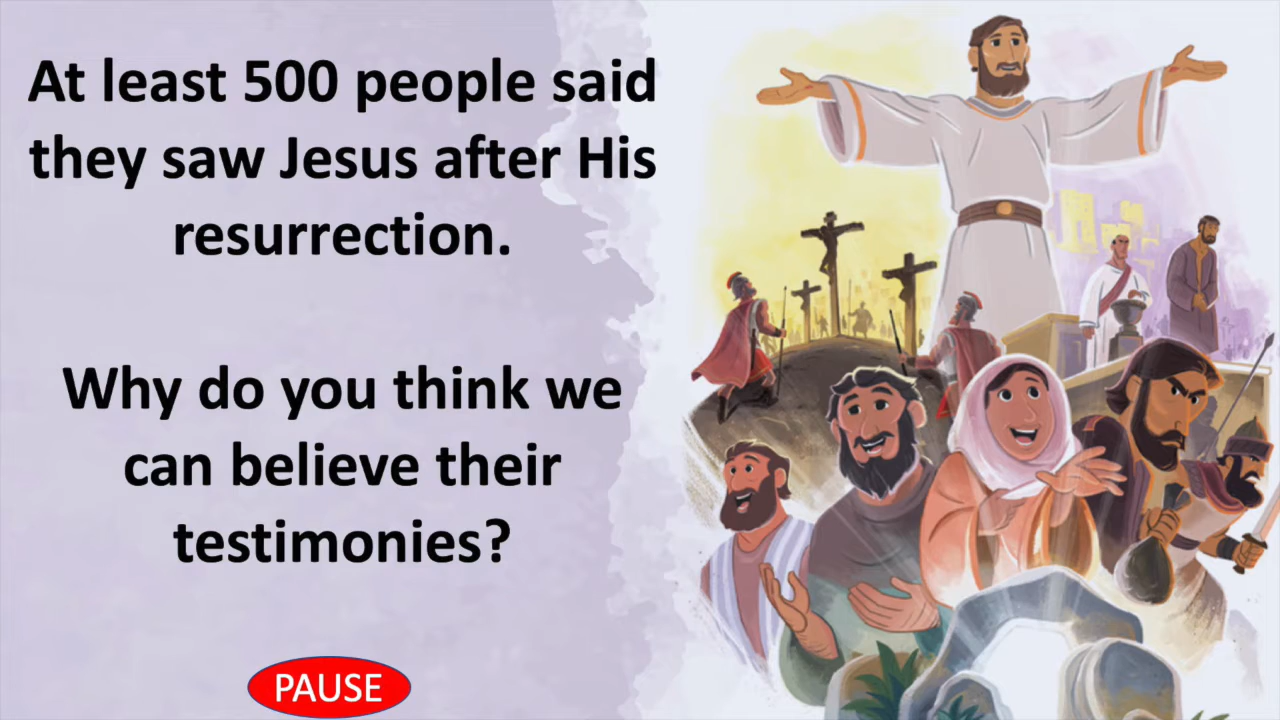 At least 500 people said
they saw Jesus after His
resurrection.
Why do you think we
can believe their
testimonies?
PAUSE